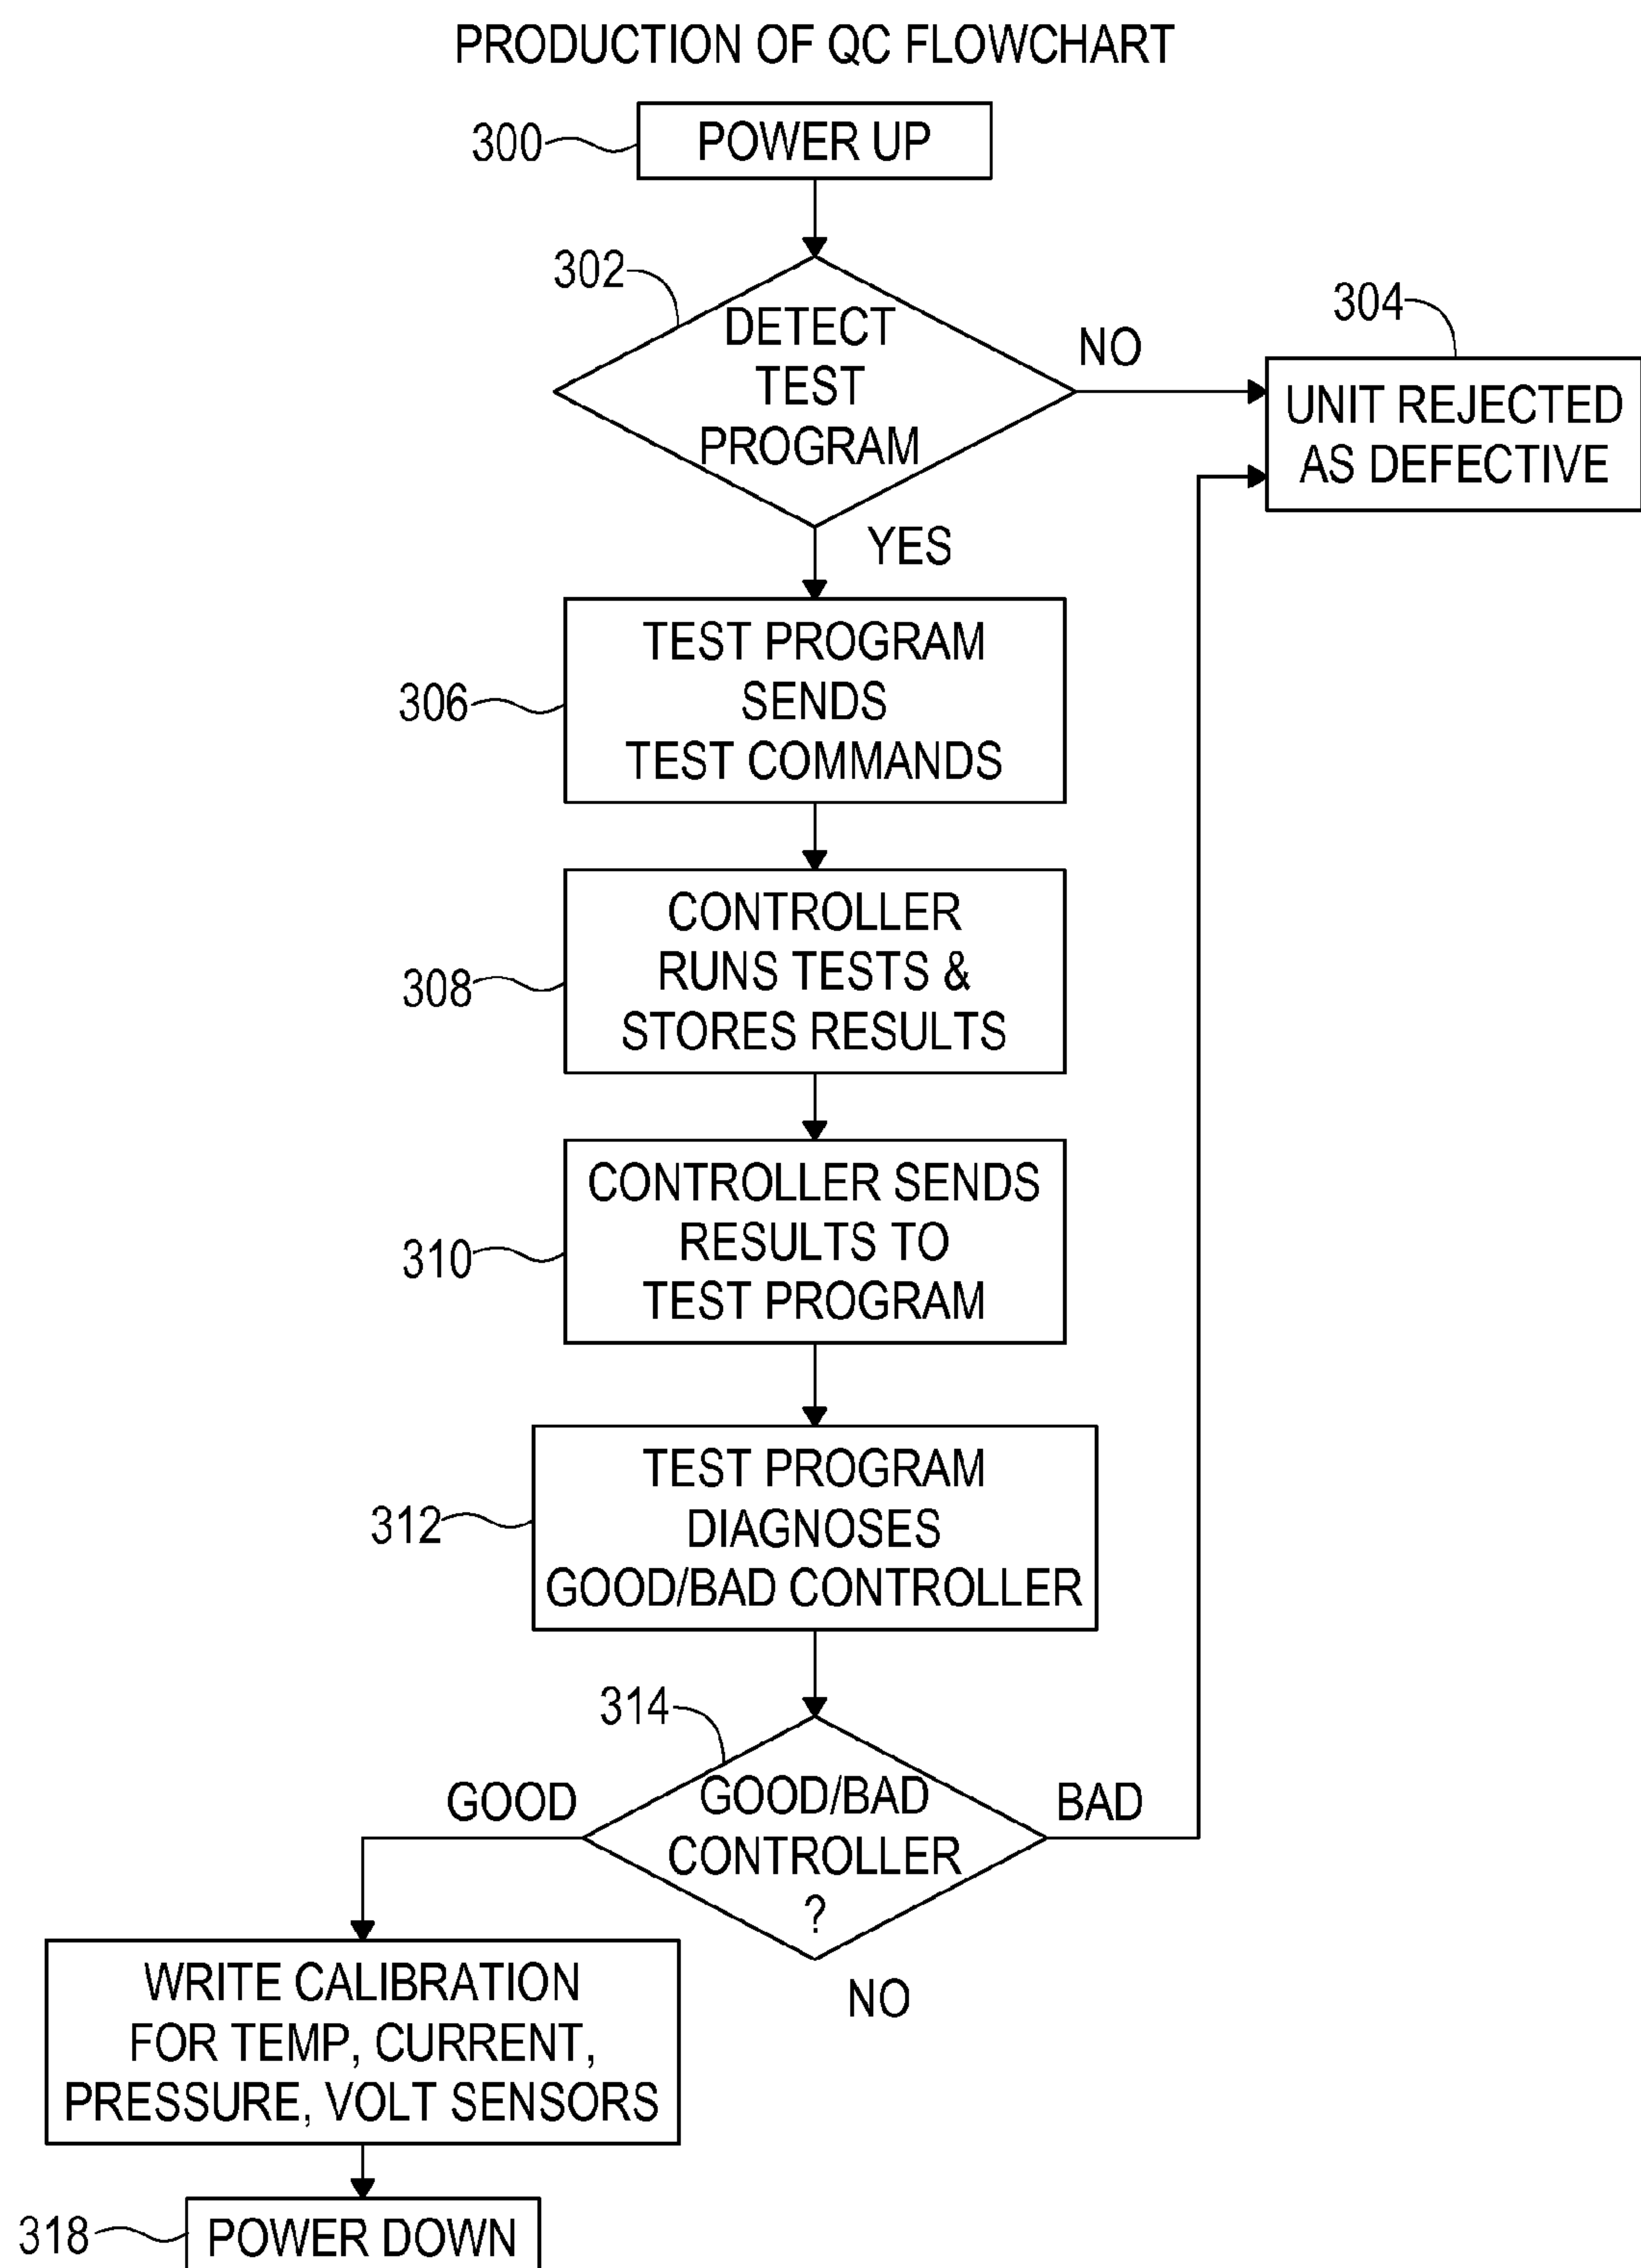 PRODUCTION OF QC FLOWCHART
300
POWER UP
302
DETECT
TEST
PROGRAM
NO
304
UNIT REJECTED
AS DEFECTIVE
YES
306
TEST PROGRAM
SENDS
TEST COMMANDS
308
CONTROLLER
RUNS TESTS &
STORES RESULTS
310
CONTROLLER SENDS
RESULTS TO
TEST PROGRAM
312
TEST PROGRAM
DIAGNOSES
GOOD/BAD CONTROLLER
314
GOOD
GOOD/BAD
CONTROLLER
?
BAD
NO
WRITE CALIBRATION
FOR TEMP, CURRENT,
PRESSURE, VOLT SENSORS
318
POWER DOWN